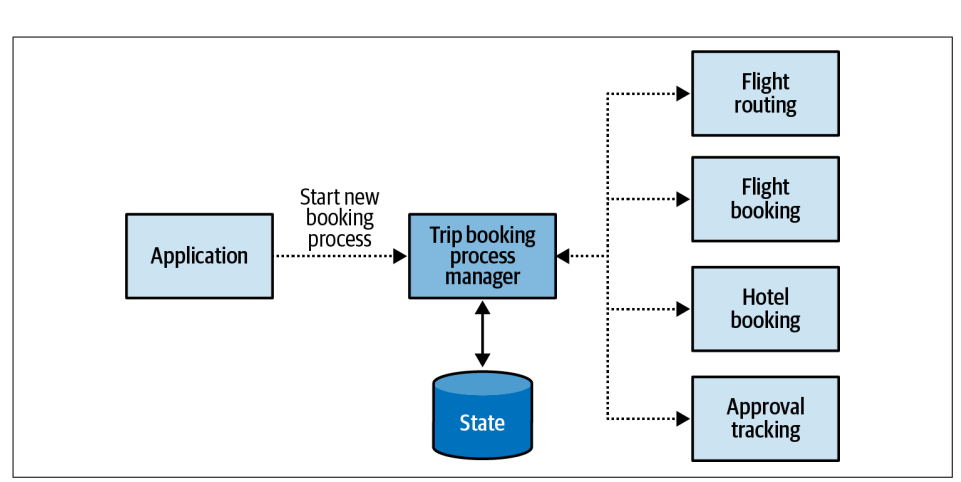 Flight
routing
Start new
booking
process
Flight
booking
Application
Trip booking
process
manager
Hotel
booking
State
Approval
tracking